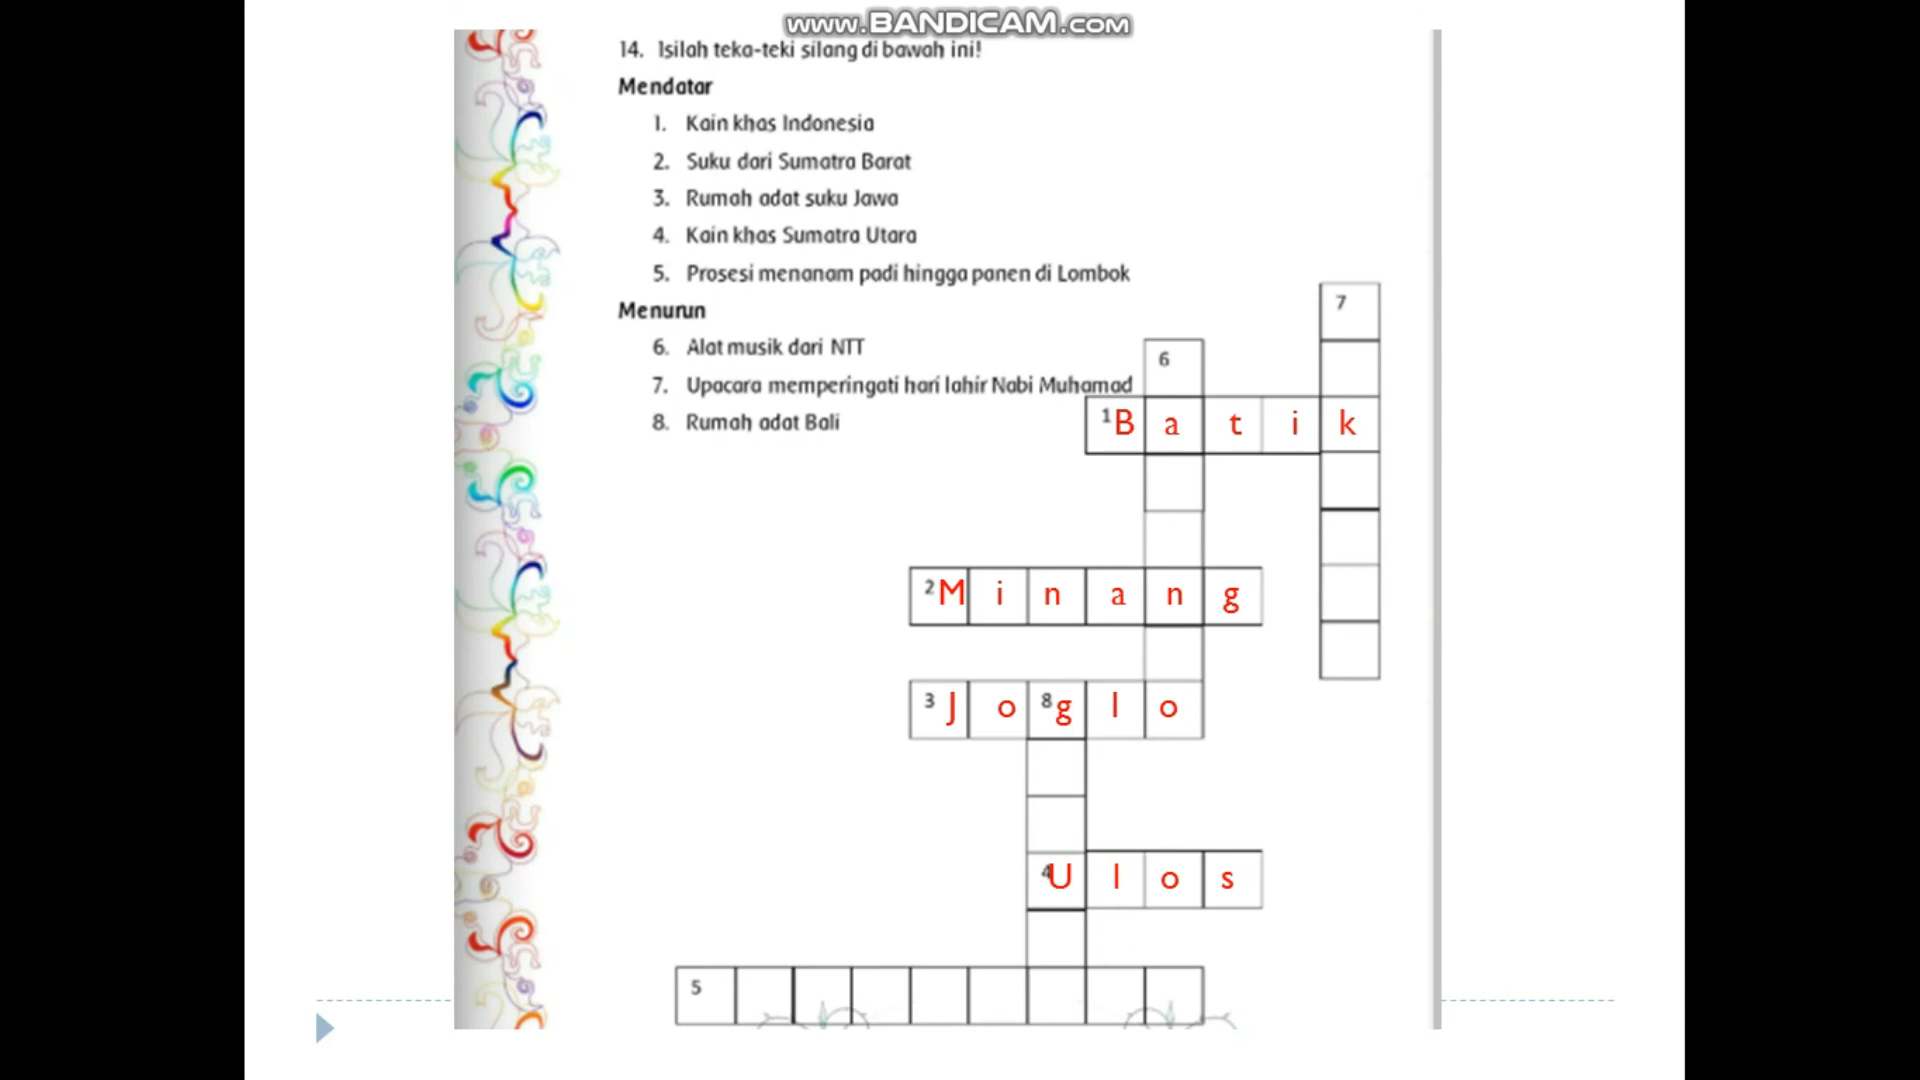 www.BANDICAM.com
14. Isilah teka-teki silang di bawah ini!
Mendatar
1. Kain khas Indonesia
2. Suku dari Sumatra Barat
3. Rumah adat suku Jawa
4. Kain khas Sumatra Utara
5. Prosesi menanam padi hingga panen di Lombok
Menurun
6. Alat musik dari NTT
7. Upacara memperingati hari lahir Nabi Muhamad
8. Rumah adat Bali
7
6
1 B a t i k
2 M i n a n g
3 J o 8 g l o
4 U l o s
5